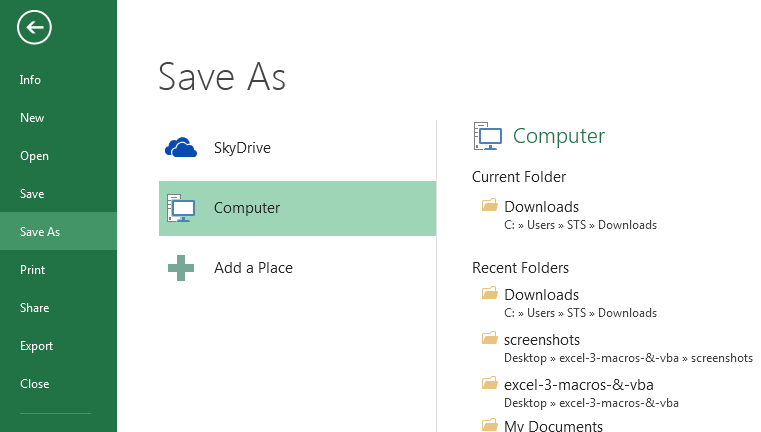 Info
New
Open
Save
Save As
Print
Share
Export
Close
Save As
SkyDrive
Computer
Add a Place
Computer
Current Folder
Downloads
C: » Users » STS » Downloads
Recent Folders
Downloads
C: » Users » STS » Downloads
screenshots
Desktop » excel-3-macros-&-vba » screenshots
excel-3-macros-&-vba
Desktop » excel-3-macros-&-vba
My Documents